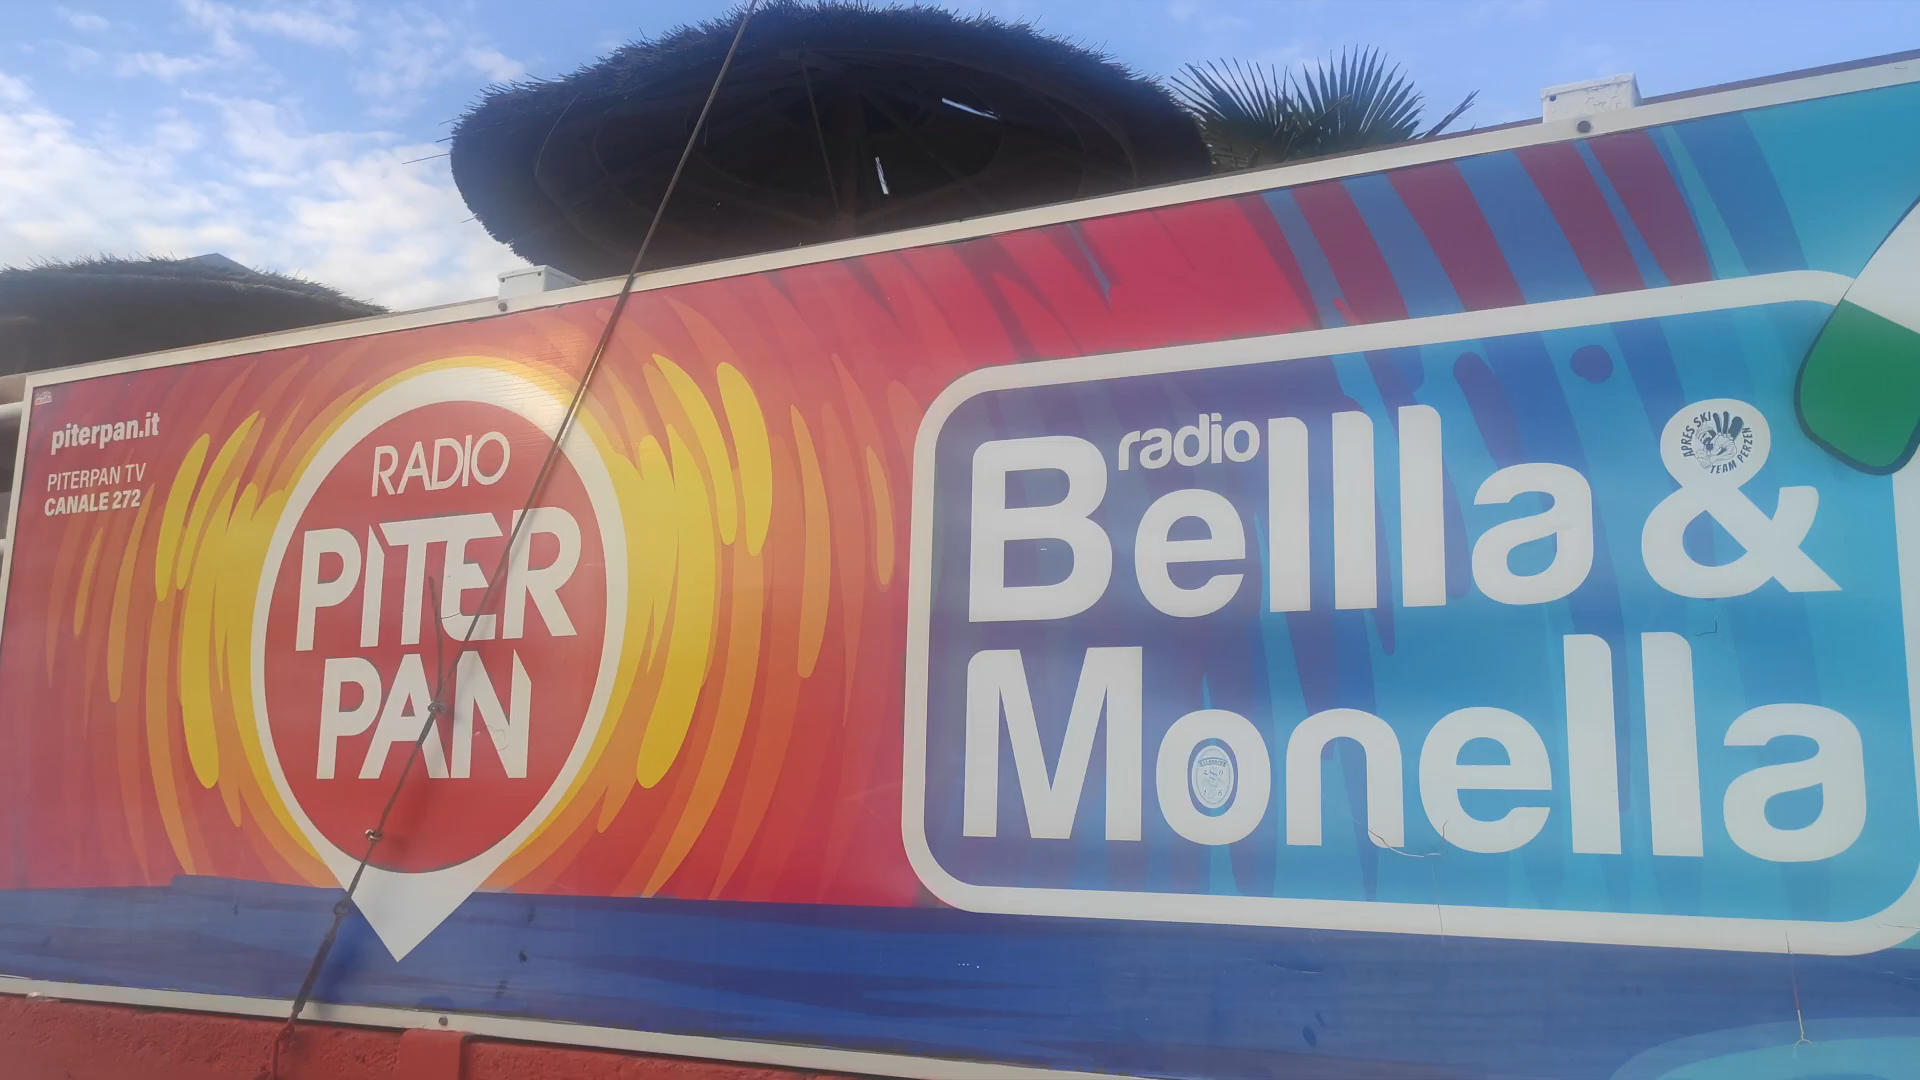 piterpan.it
PITERPAN TV
CANALE 272
RADIO
PITER
PAN
radio
Bellla &
Monella
APRES SKI
TEAM PERZEN